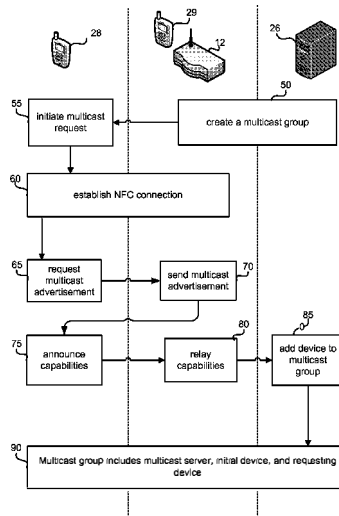 28
29
12
26
50
55
initiate multicast
request
create a multicast group
60
establish NFC connection
65
request
multicast
advertisement
70
send multicast
advertisement
75
announce
capabilities
80
relay
capabilities
85
add device to
multicast
group
90
Multicast group includes multicast server, initial device, and requesting
device